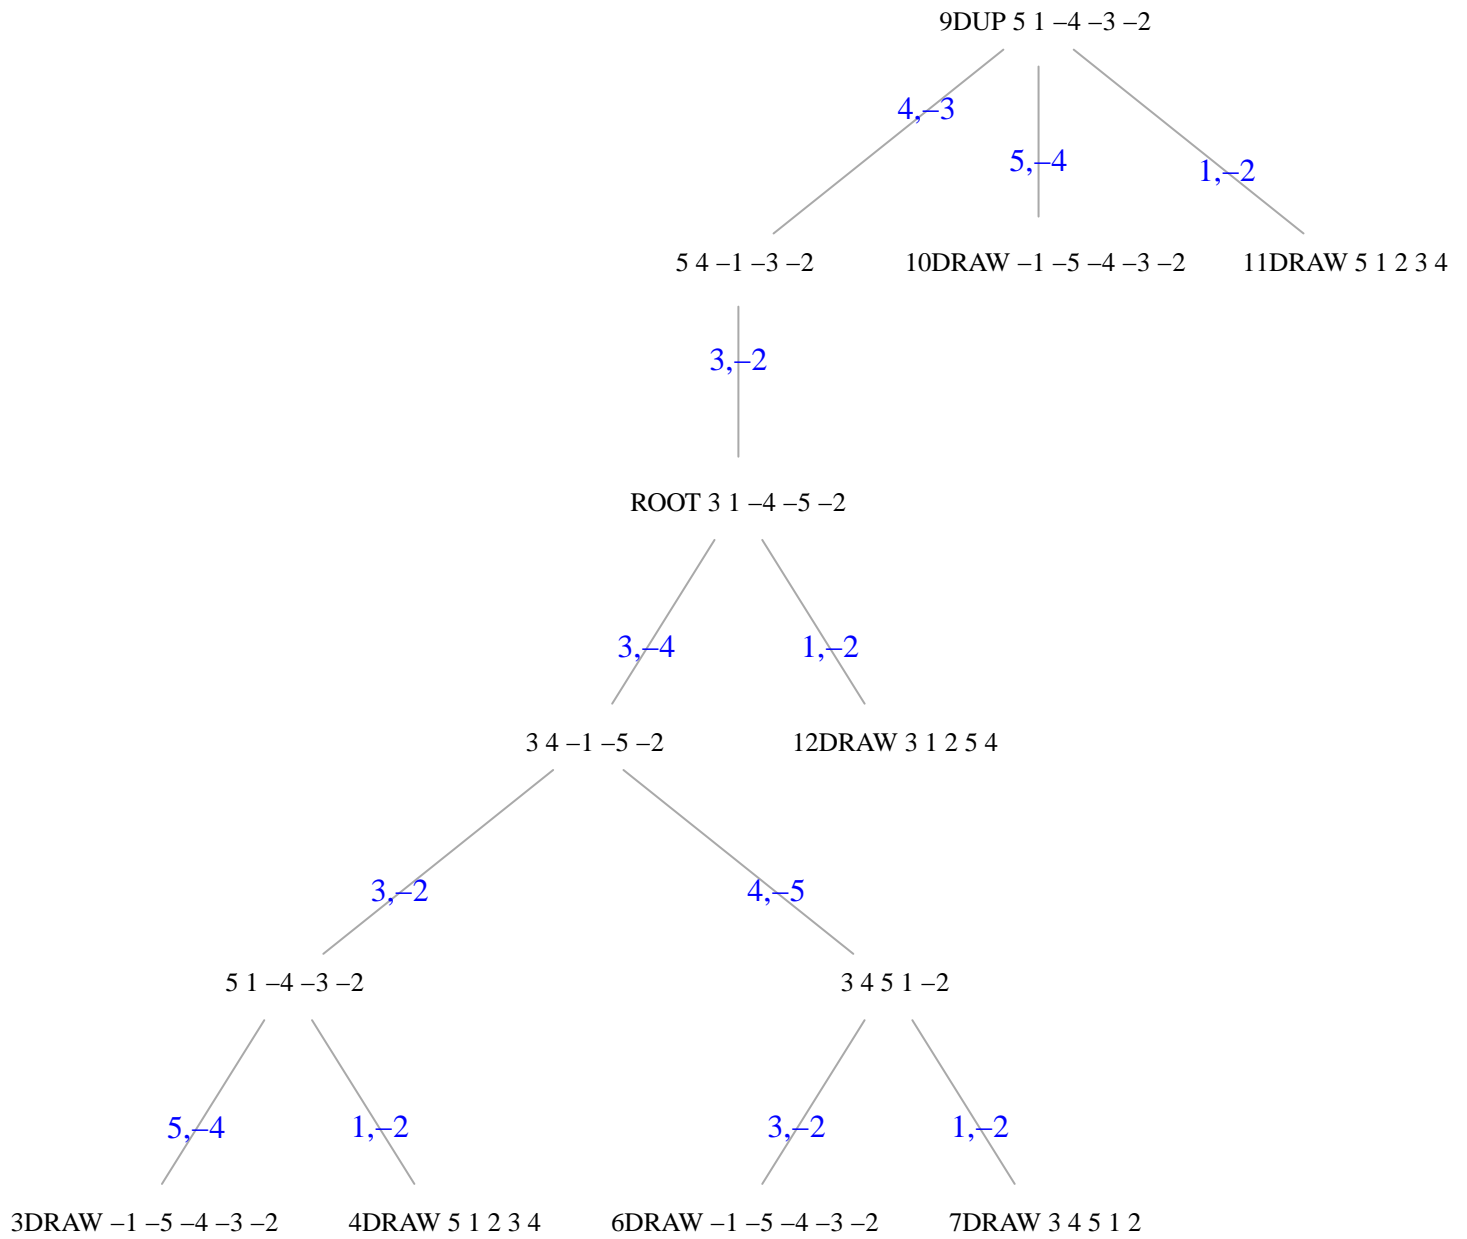 9DUP 5 1 –4 –3 –2
4,–3
5,–4
1,–2
5 4 –1 –3 –2
10DRAW –1 –5 –4 –3 –2
11DRAW 5 1 2 3 4
3,–2
ROOT 3 1 –4 –5 –2
3,–4
1,–2
3 4 –1 –5 –2
12DRAW 3 1 2 5 4
3,–2
4,–5
5 1 –4 –3 –2
3 4 5 1 –2
5,–4
1,–2
3,–2
1,–2
3DRAW –1 –5 –4 –3 –2
4DRAW 5 1 2 3 4
6DRAW –1 –5 –4 –3 –2
7DRAW 3 4 5 1 2